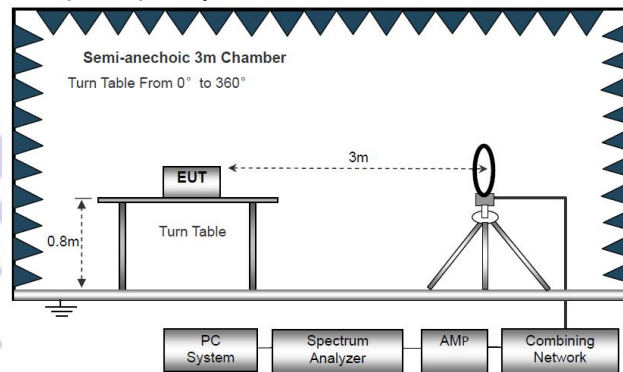 Semi-anechoic 3m Chamber
Turn Table From 0° to 360°
3m
EUT
0.8m
Turn Table
PC
System
Spectrum
Analyzer
AMP
Combining
Network